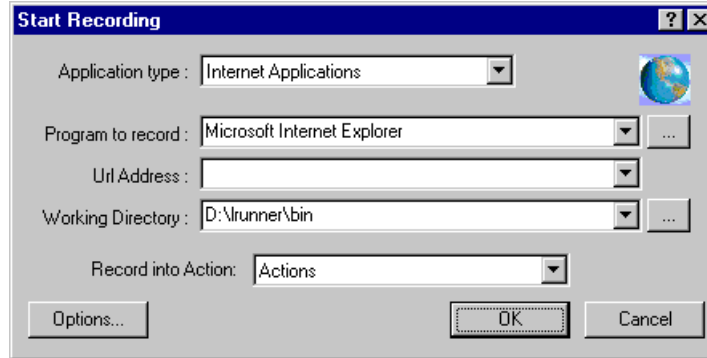 Start Recording
Application type : Internet Applications
Program to record : Microsoft Internet Explorer ...
Url Address :
Working Directory : D:\lrunner\bin ...
Record into Action: Actions
Options... OK Cancel